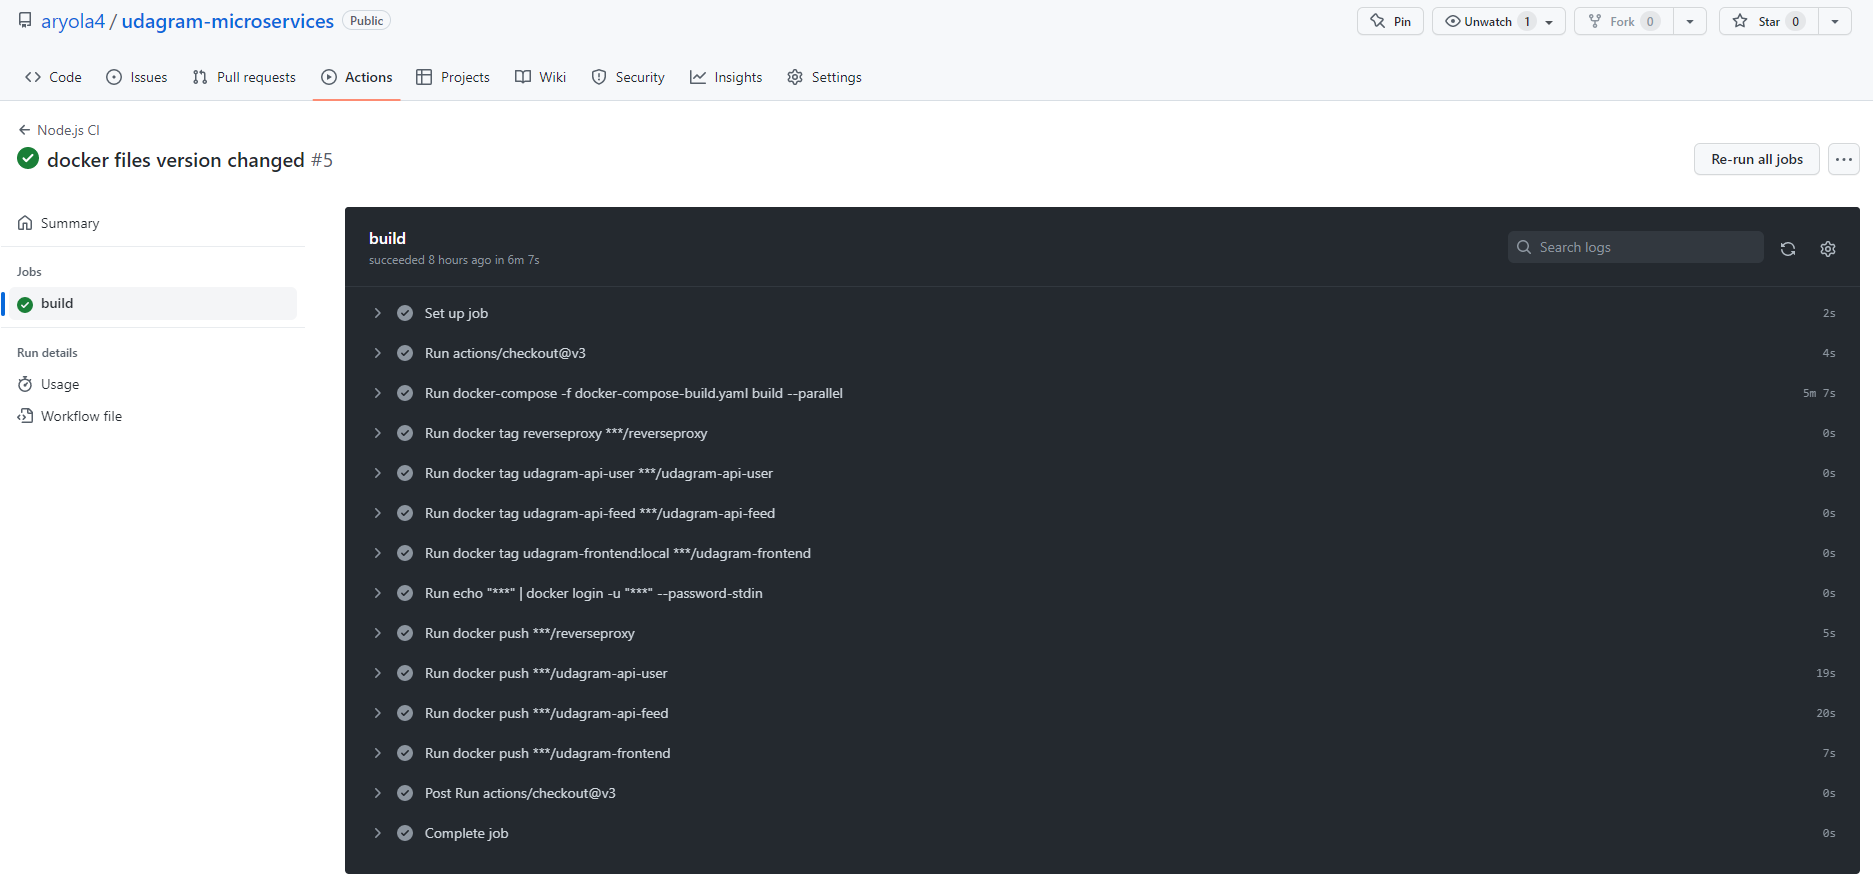 aryola4 / udagram-microservices Public
Pin Unwatch 1 Fork 0 Star 0
Code Issues Pull requests Actions Projects Wiki Security Insights Settings
← Node.js CI
docker files version changed #5
Re-run all jobs
Summary
Jobs
build
Run details
Usage
Workflow file
build
succeeded 8 hours ago in 6m 7s
Search logs
Set up job 2s
Run actions/checkout@v3 4s
Run docker-compose -f docker-compose-build.yaml build --parallel 5m 7s
Run docker tag reverseproxy ***/reverseproxy 0s
Run docker tag udagram-api-user ***/udagram-api-user 0s
Run docker tag udagram-api-feed ***/udagram-api-feed 0s
Run docker tag udagram-frontend:local ***/udagram-frontend 0s
Run echo "***" | docker login -u "***" --password-stdin 0s
Run docker push ***/reverseproxy 5s
Run docker push ***/udagram-api-user 19s
Run docker push ***/udagram-api-feed 20s
Run docker push ***/udagram-frontend 7s
Post Run actions/checkout@v3 0s
Complete job 0s